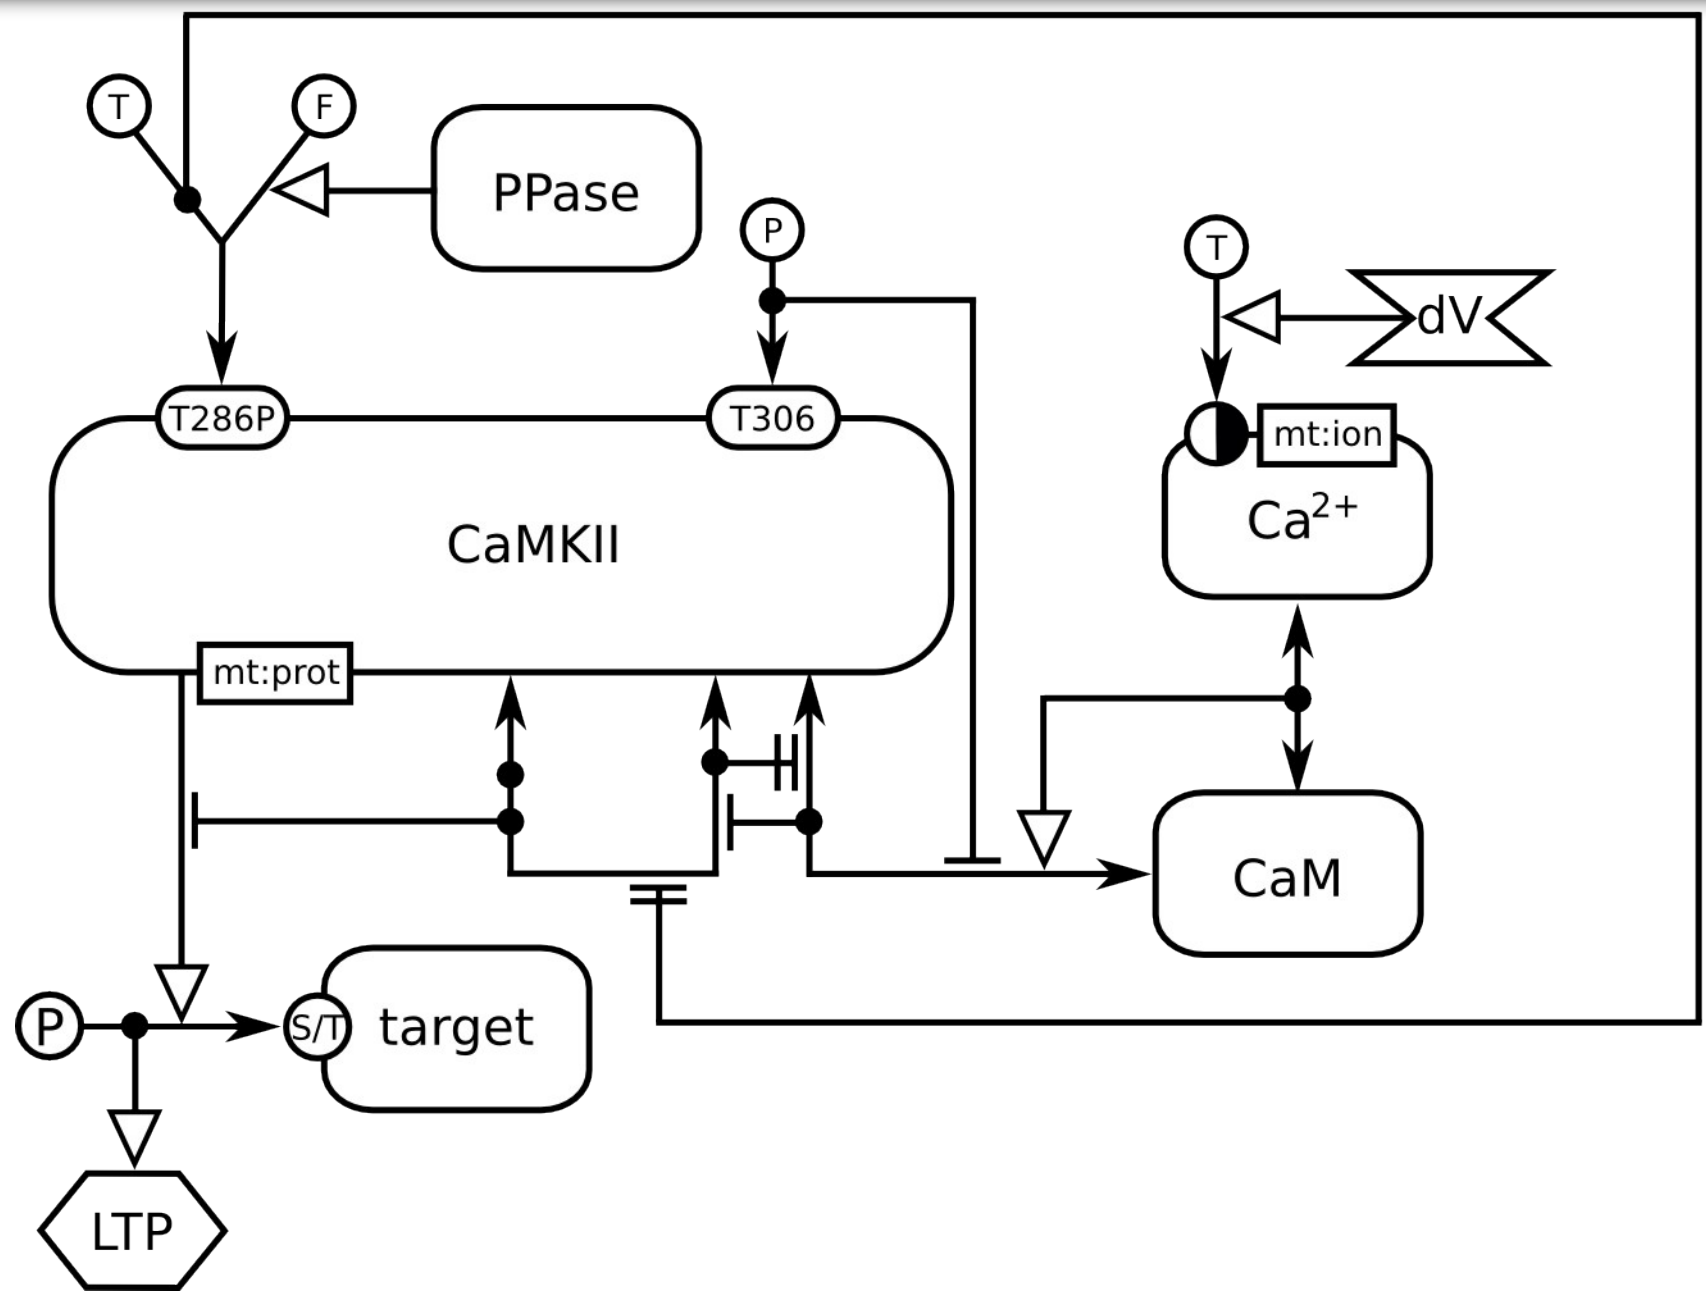 T
F
PPase
P
T
dV
T286P
T306
mt:ion
CaMKII
Ca²⁺
mt:prot
CaM
P
S/T
target
LTP